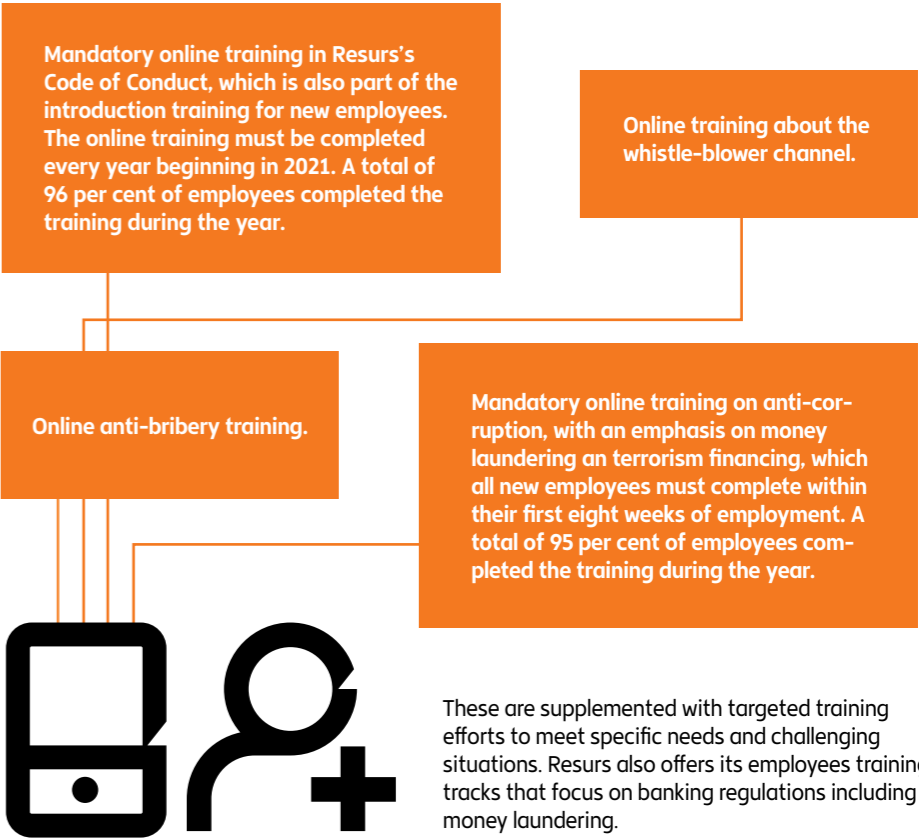 Mandatory online training in Resurs's
Code of Conduct, which is also part of the
introduction training for new employees.
The online training must be completed
every year beginning in 2021. A total of
96 per cent of employees completed the
training during the year.
Online training about the
whistle-blower channel.
Online anti-bribery training.
Mandatory online training on anti-cor-
ruption, with an emphasis on money
laundering an terrorism financing, which
all new employees must complete within
their first eight weeks of employment. A
total of 95 per cent of employees com-
pleted the training during the year.
These are supplemented with targeted training
efforts to meet specific needs and challenging
situations. Resurs also offers its employees trainin
tracks that focus on banking regulations including
money laundering.